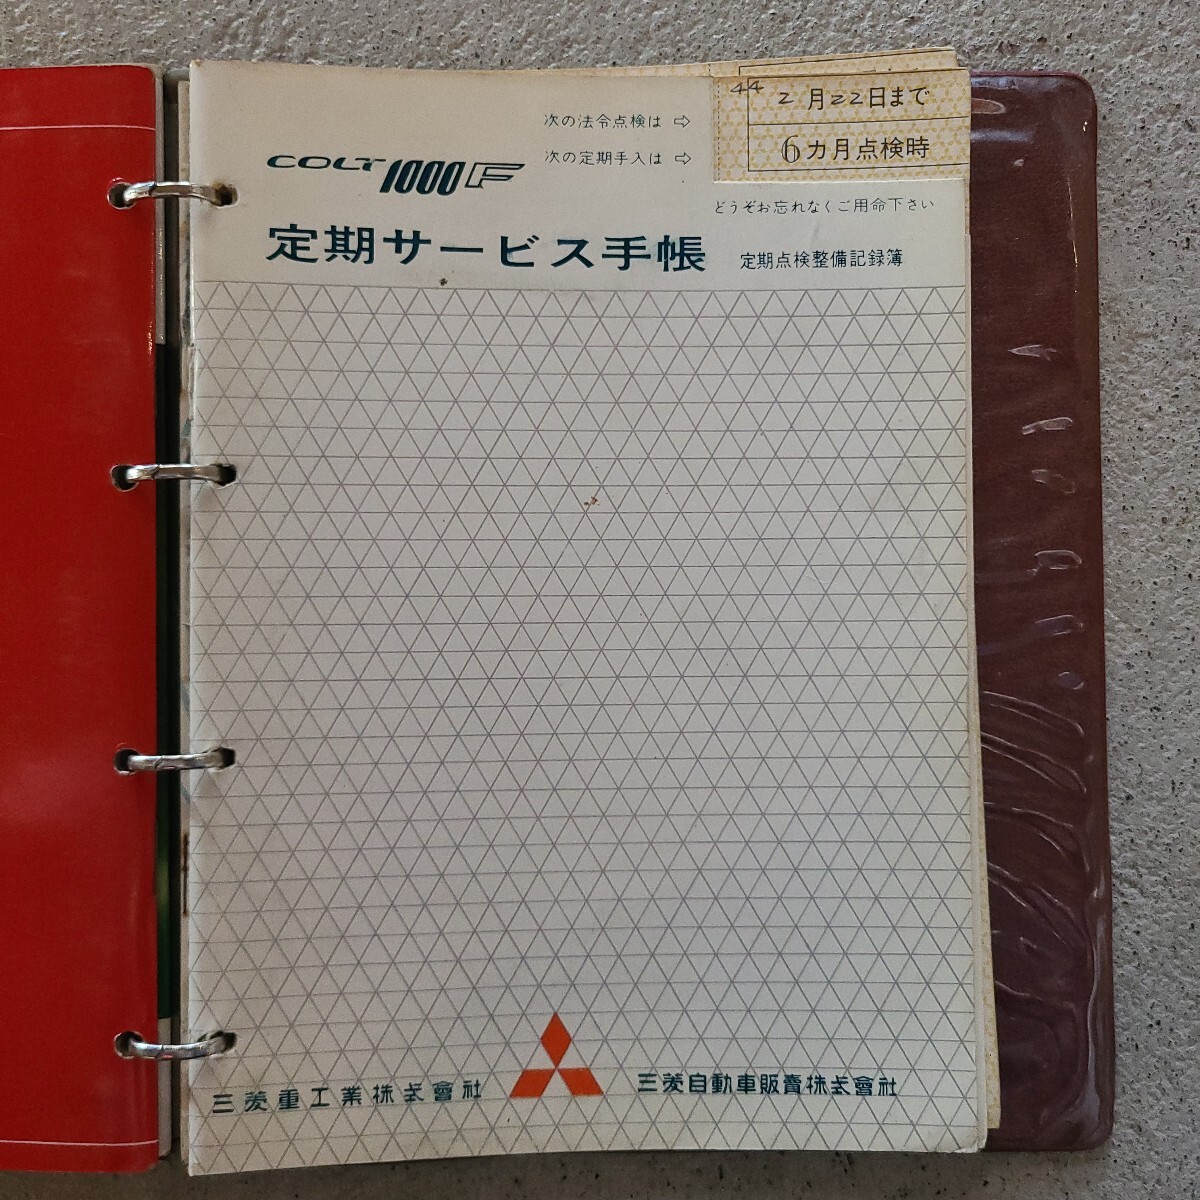 44 2月22日まで
次の法令点検は ⇨
6カ月点検時
次の定期手入は ⇨
COLT 1000F
どうぞお忘れなくご用命下さい
定期サービス手帳 定期点検整備記録簿
三菱重工業株式會社 三菱自動車販賣株式會社